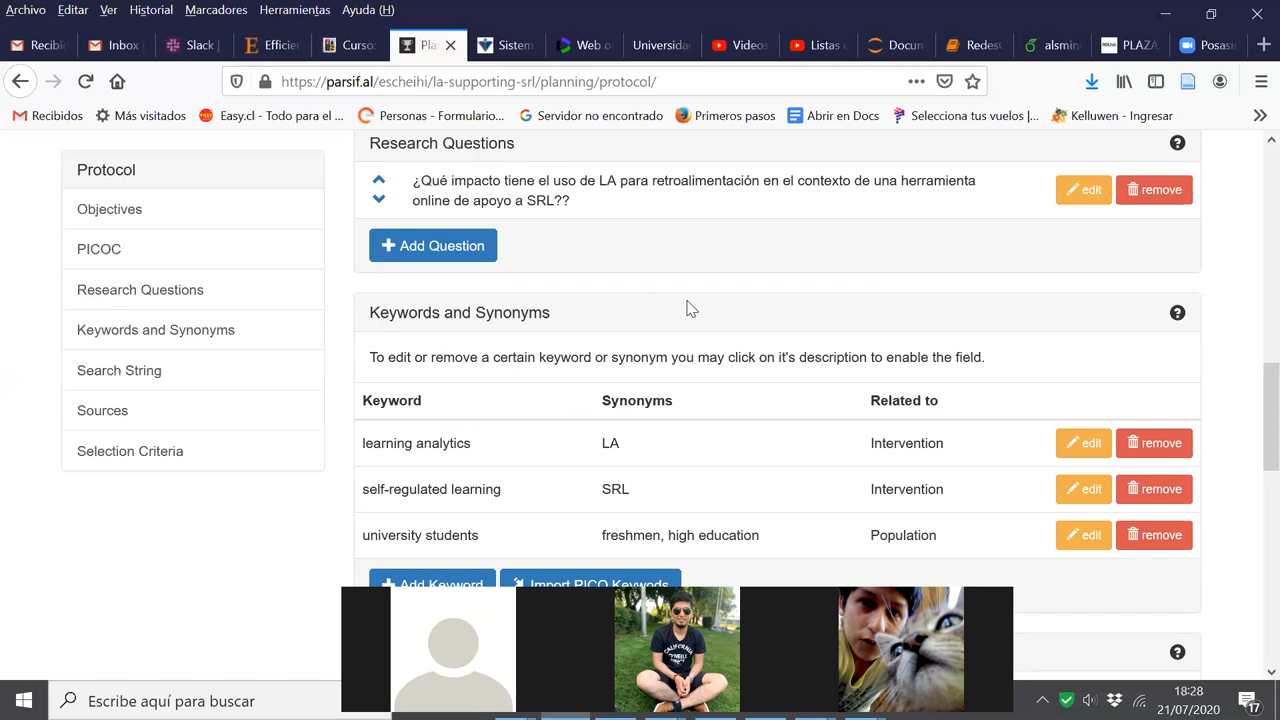 Archivo Editar Ver Historial Marcadores Herramientas Ayuda (H)
Recibi Inbox Slack Efficier Curso: Pla Sistem Web o Universida Videos Listas Docun RedesC alsmin PLAZA Posasis
https://parsif.al/escheihi/la-supporting-srl/planning/protocol/
Recibidos Más visitados Easy.cl - Todo para el ... Personas - Formulario... Servidor no encontrado Primeros pasos Abrir en Docs Selecciona tus vuelos |... Kelluwen - Ingresar
Protocol
Objectives
PICOC
Research Questions
Keywords and Synonyms
Search String
Sources
Selection Criteria
Research Questions
¿Qué impacto tiene el uso de LA para retroalimentación en el contexto de una herramienta
online de apoyo a SRL??
edit remove
Add Question
Keywords and Synonyms
To edit or remove a certain keyword or synonym you may click on it's description to enable the field.
Keyword Synonyms Related to
learning analytics LA Intervention edit remove
self-regulated learning SRL Intervention edit remove
university students freshmen, high education Population edit remove
Add Keyword Import PICO Keywods
CALIFORNIA
Escribe aquí para buscar
18:28
21/07/2020
17